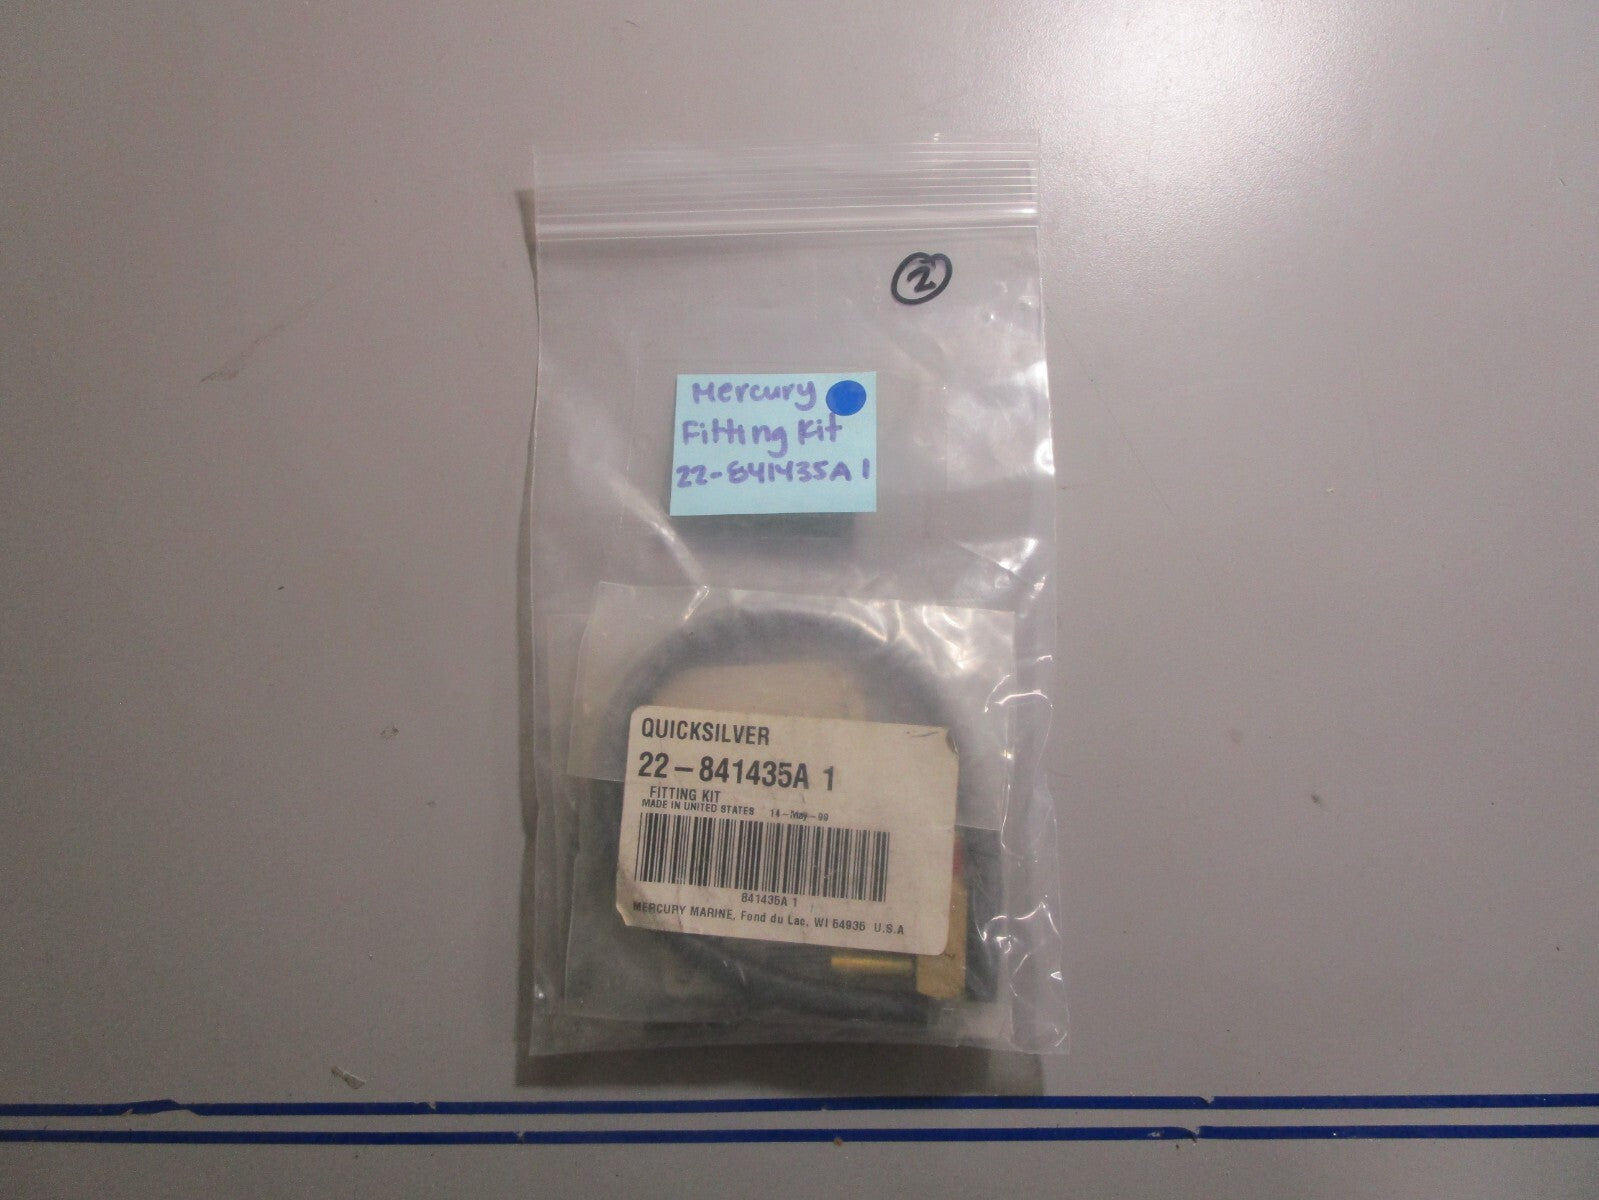 2
Mercury
Fitting Kit
22-841435A 1
QUICKSILVER
22-841435A 1
FITTING KIT
MADE IN UNITED STATES 14-May-99
841435A 1
MERCURY MARINE, Fond du Lac, WI 54935 U.S.A